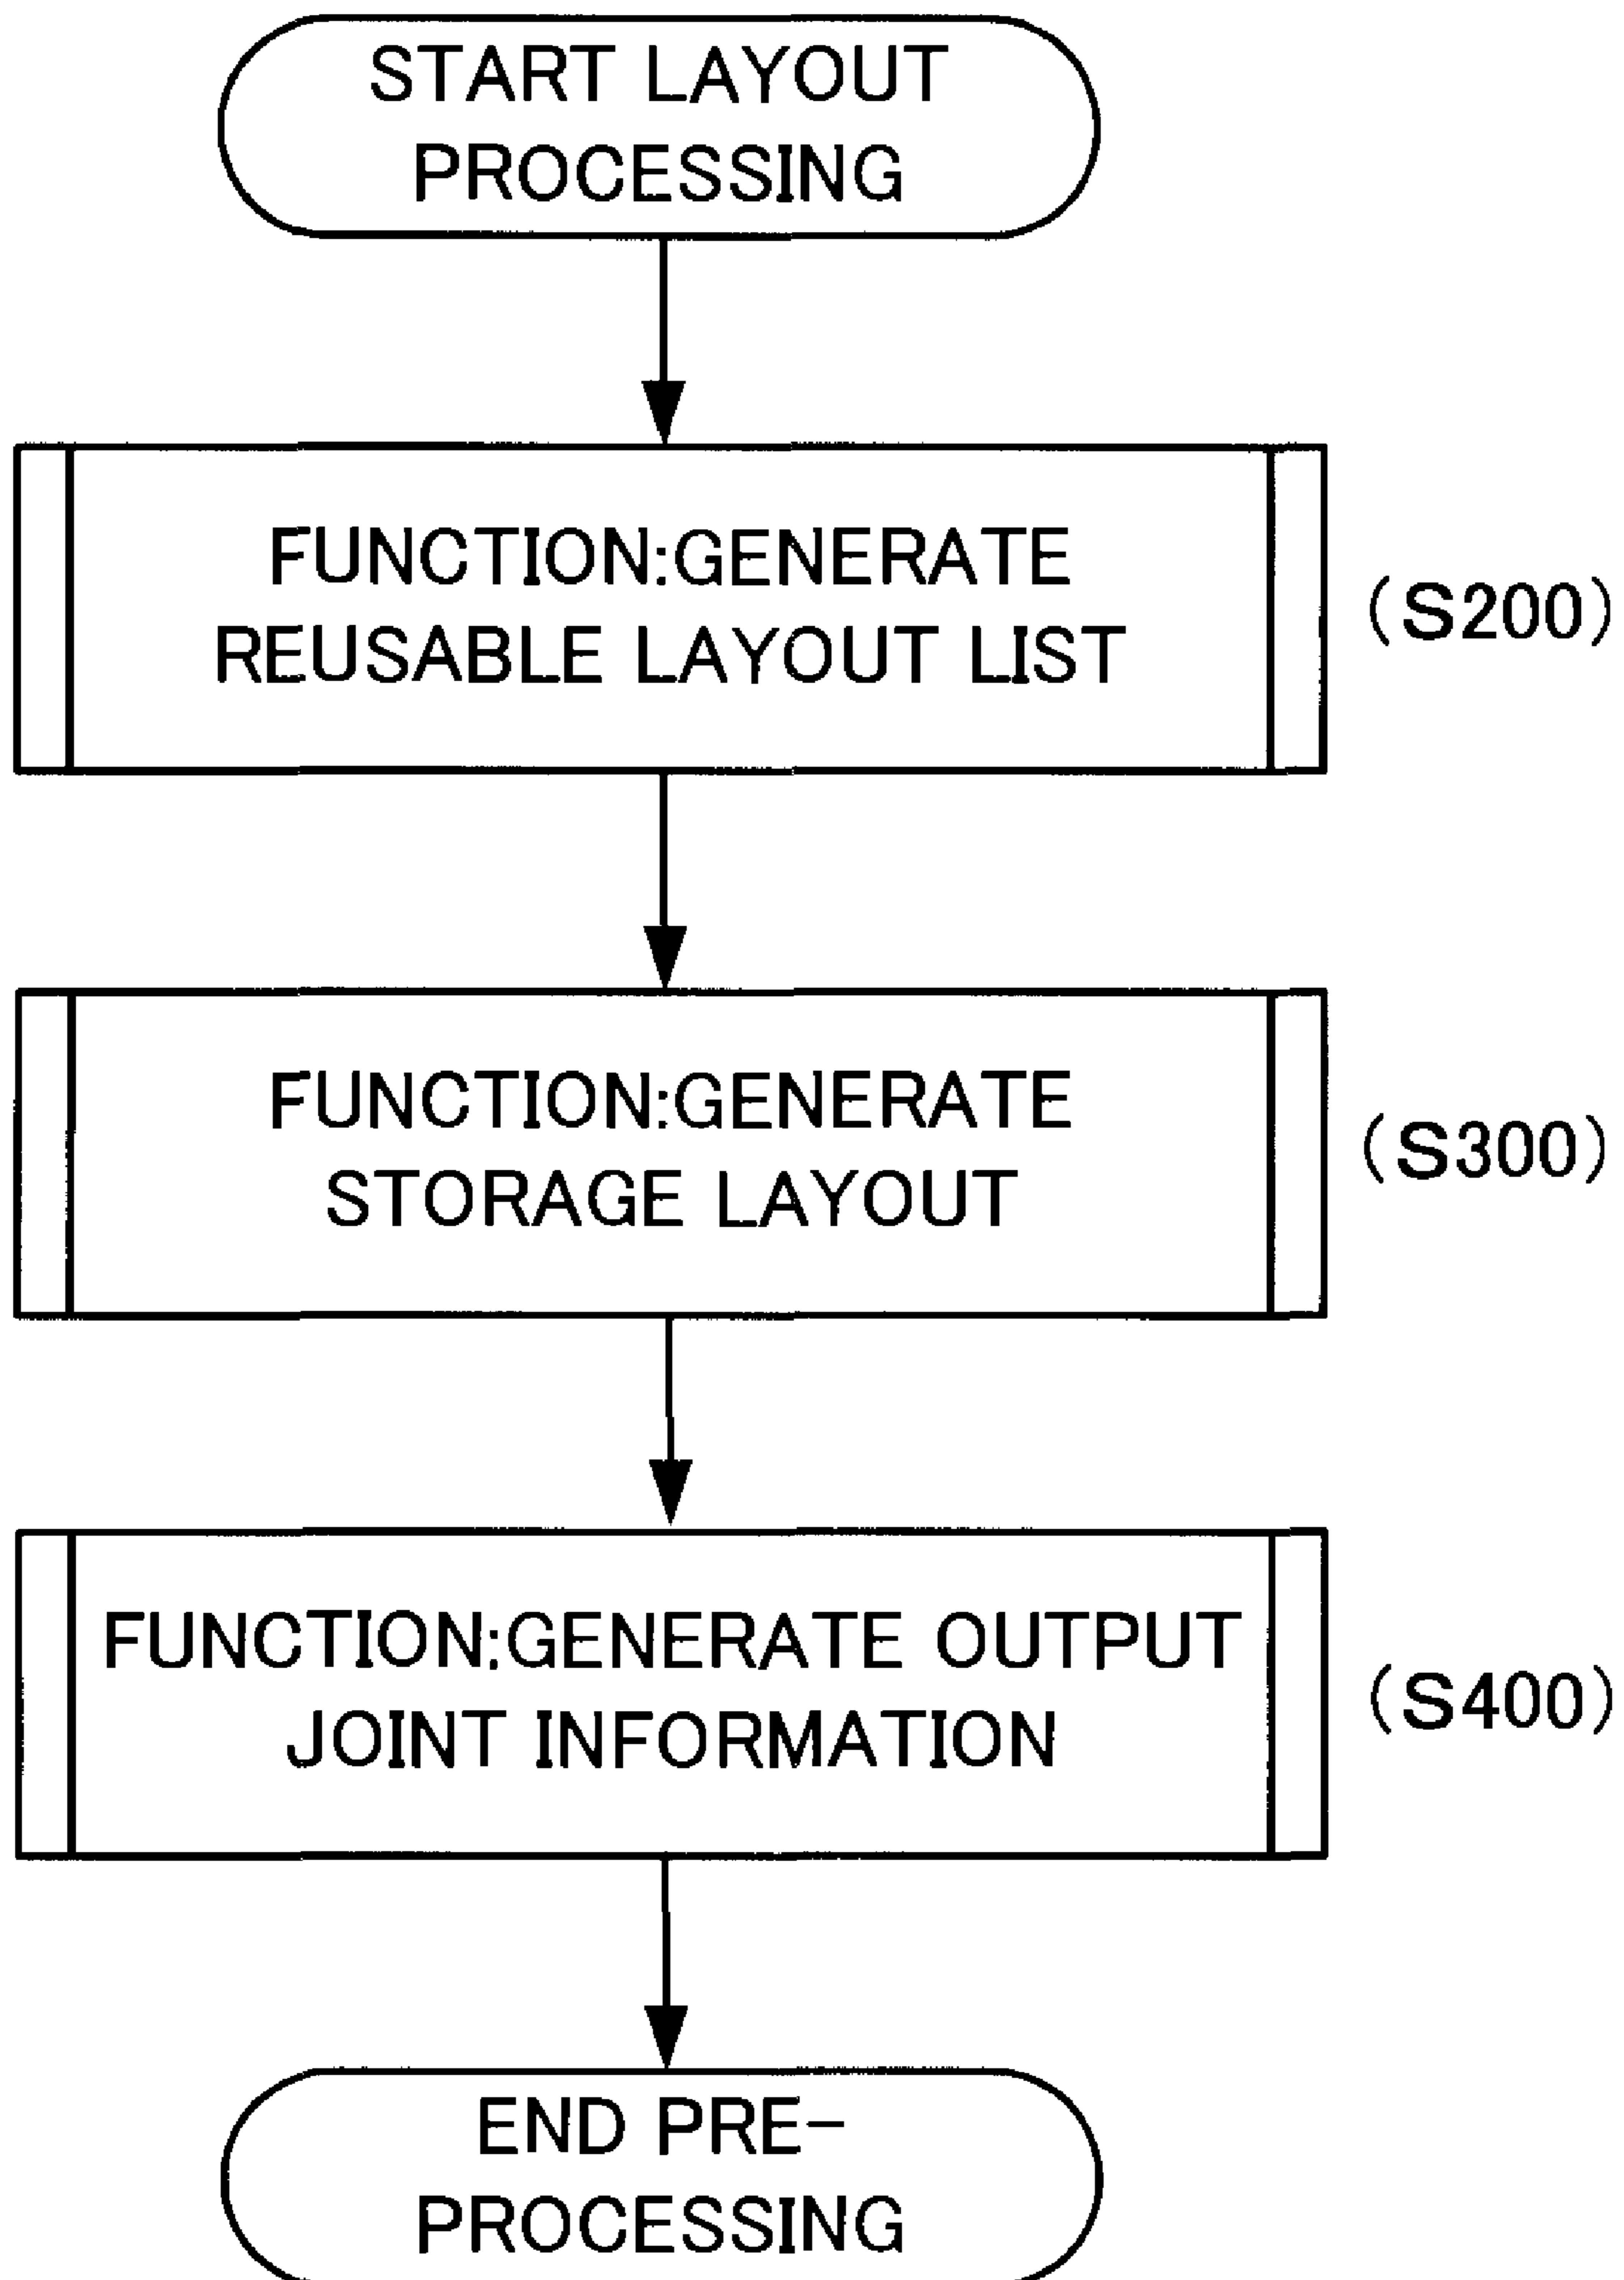 START LAYOUT
PROCESSING
FUNCTION:GENERATE
REUSABLE LAYOUT LIST
(S200)
FUNCTION:GENERATE
STORAGE LAYOUT
(S300)
FUNCTION:GENERATE OUTPUT
JOINT INFORMATION
(S400)
END PRE-
PROCESSING